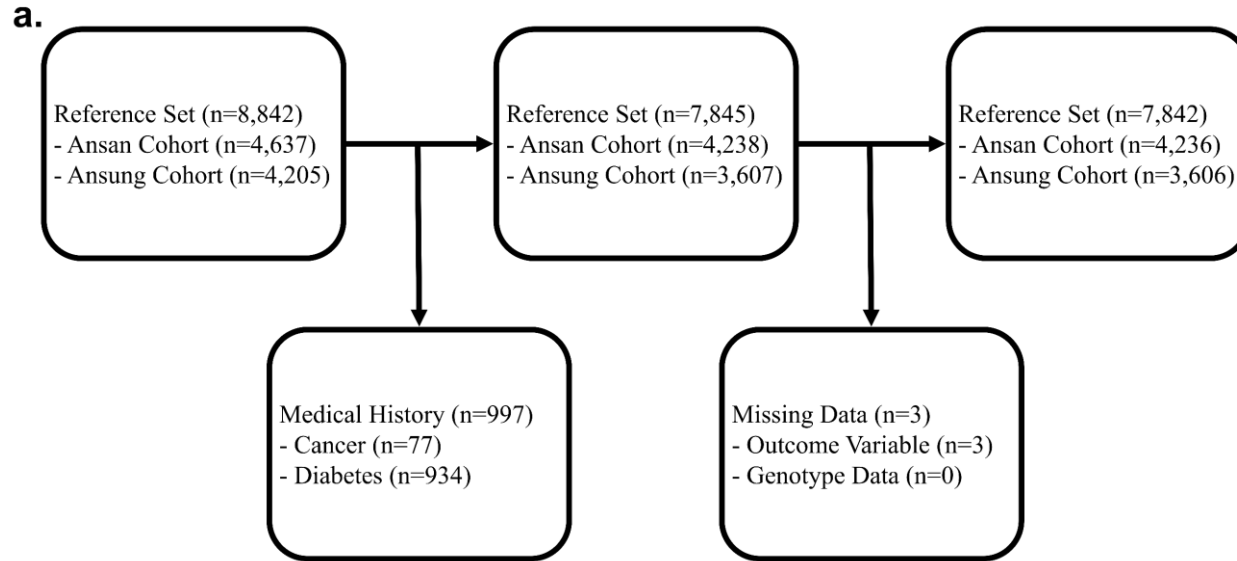 a.
Reference Set (n=8,842)
- Ansan Cohort (n=4,637)
- Ansung Cohort (n=4,205)
Reference Set (n=7,845)
- Ansan Cohort (n=4,238)
- Ansung Cohort (n=3,607)
Reference Set (n=7,842)
- Ansan Cohort (n=4,236)
- Ansung Cohort (n=3,606)
Medical History (n=997)
- Cancer (n=77)
- Diabetes (n=934)
Missing Data (n=3)
- Outcome Variable (n=3)
- Genotype Data (n=0)